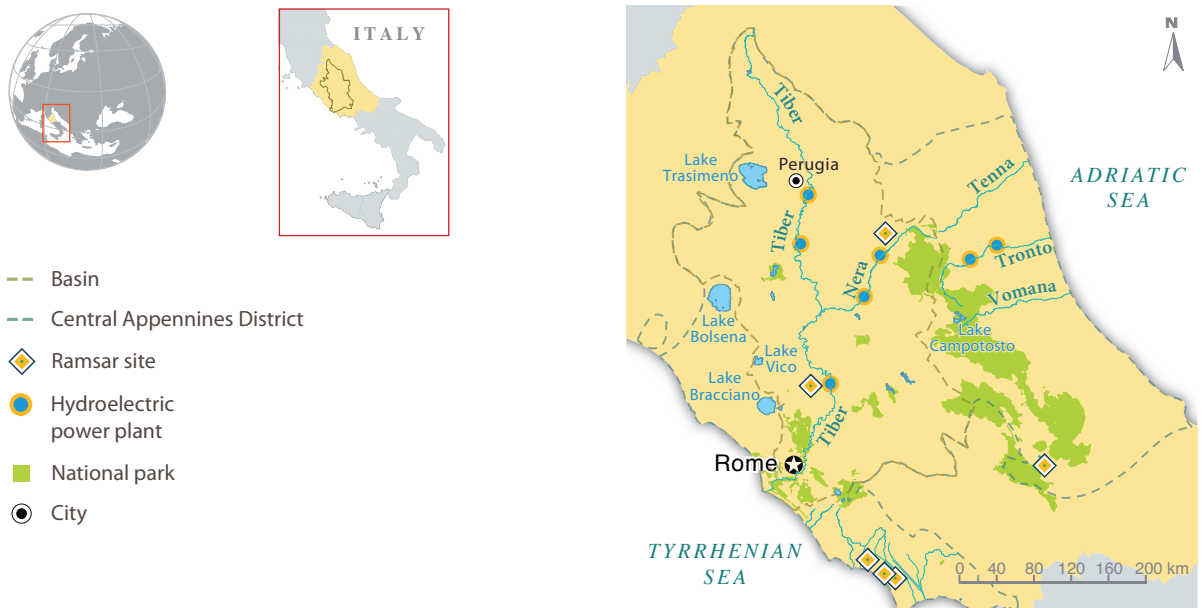 ITALY
Basin
Central Appennines District
Ramsar site
Hydroelectric
power plant
National park
City
N
Tiber
Lake
Trasimeno
Perugia
Tenna
ADRIATIC
SEA
Tiber
Nera
Tronto
Vomana
Lake
Bolsena
Lake
Campotosto
Lake
Vico
Lake
Bracciano
Tiber
Rome
TYRRHENIAN
SEA
0 40 80 120 160 200 km